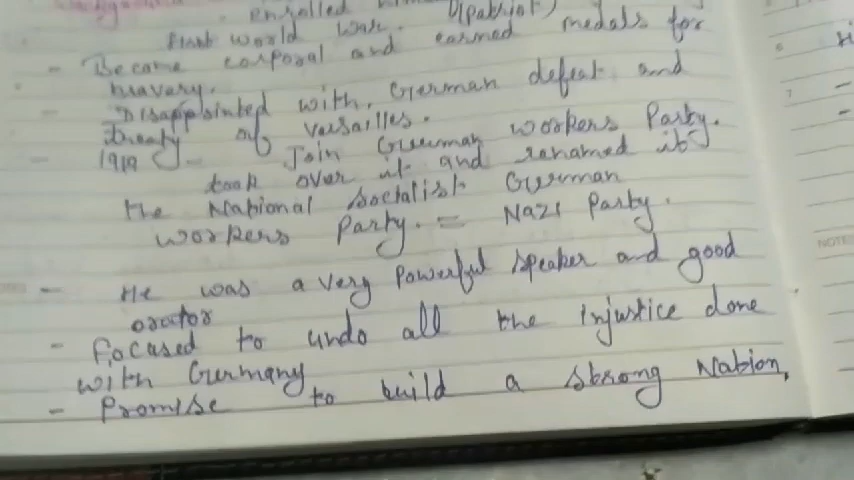 enrolled
first world war. (Patriot)
- Became corporal and earned medals for
bravary.
- Disappointed with, German defeat and
treaty of Versailles.
- 1919 - Join German workers Party.
took over it and renamed it
the National socialist German
workers Party. = Nazi Party.
- He was a very Powerful speaker and good
orator
- focused to undo all the injustice done
with Germany
- Promise to build a strong Nation.
NOTE